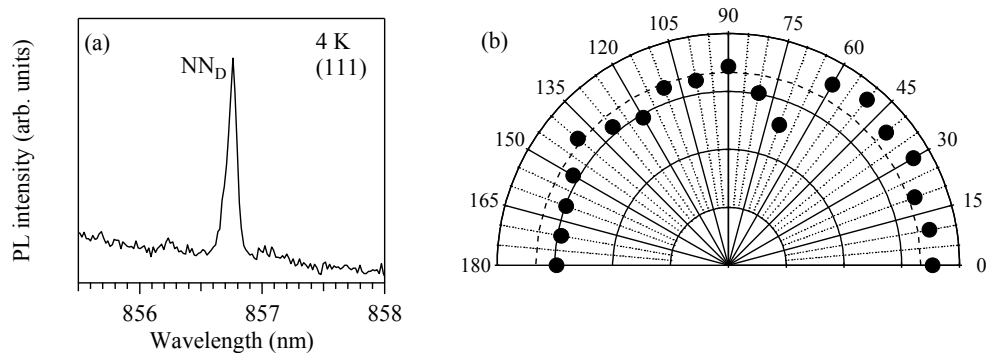 (a)
4 K
(111)
NN_D
PL intensity (arb. units)
856
857
858
Wavelength (nm)
(b)
180
165
150
135
120
105
90
75
60
45
30
15
0